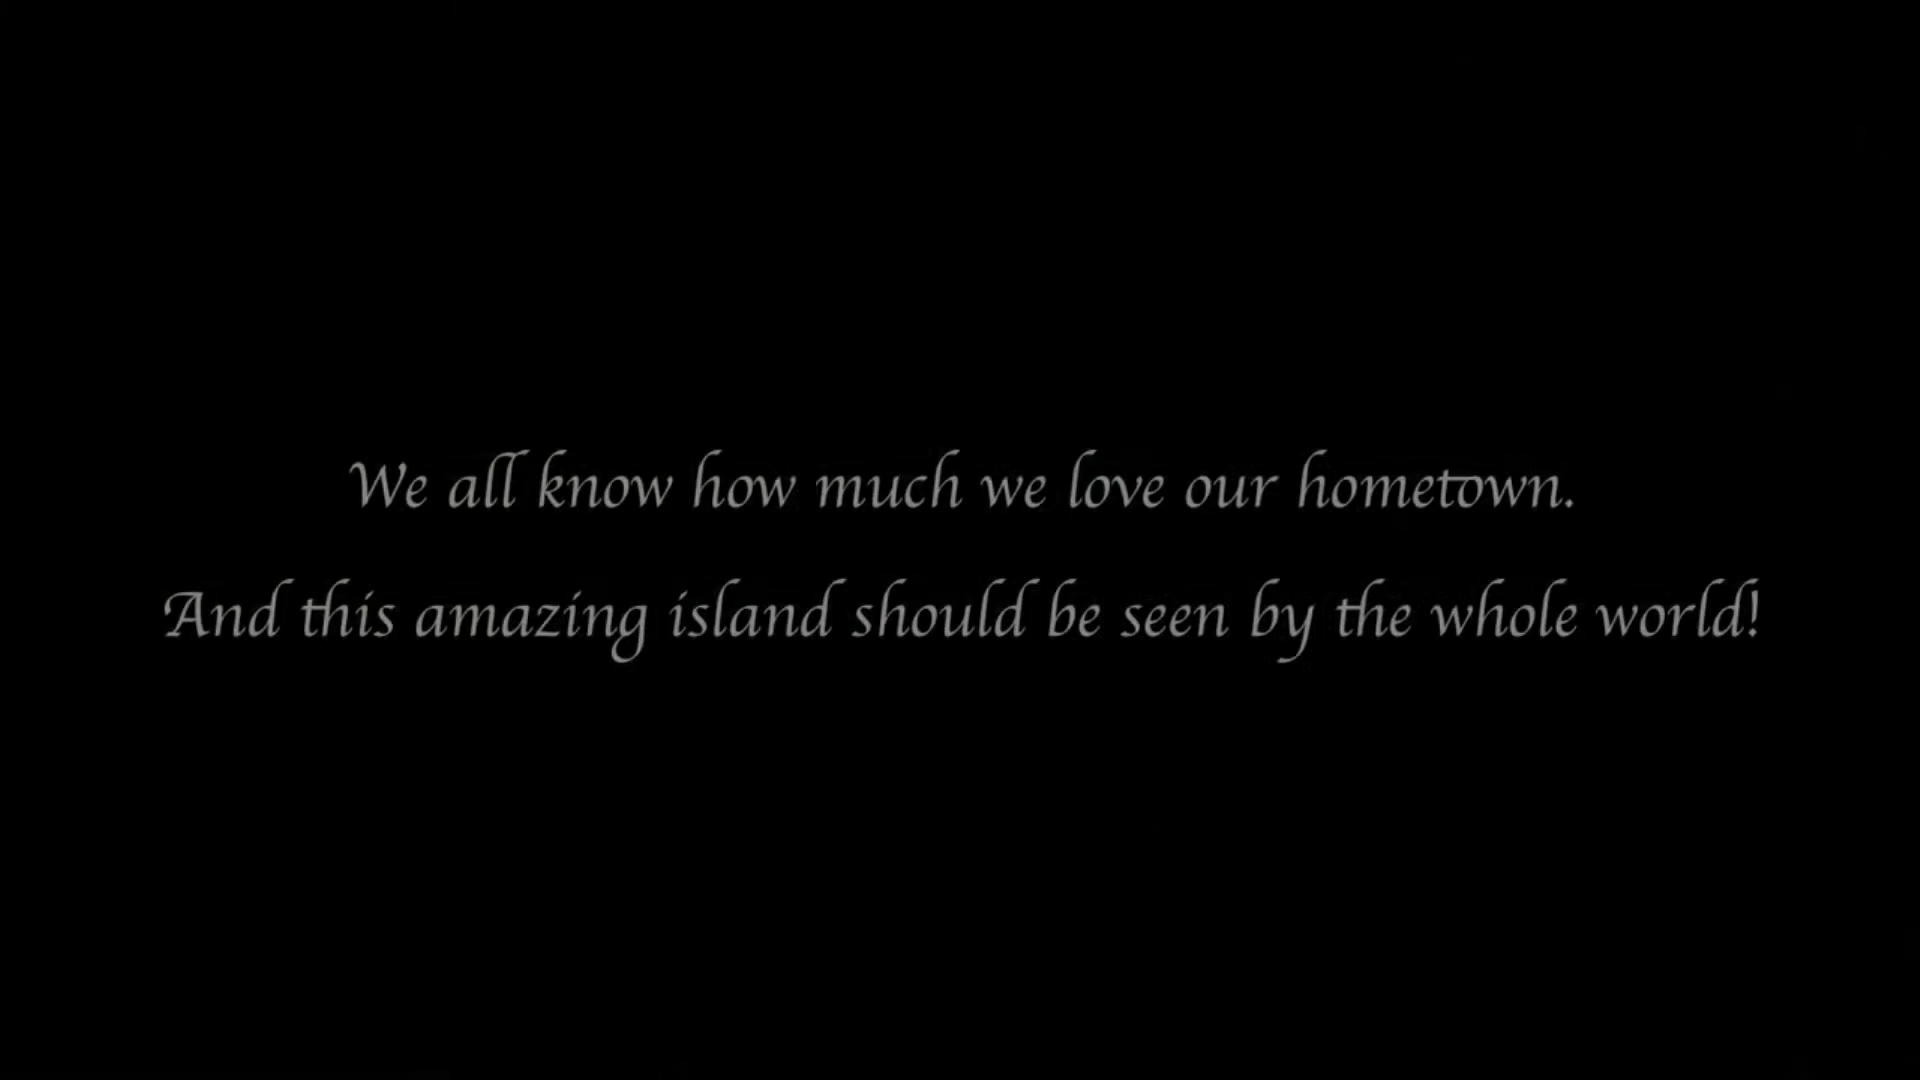 We all know how much we love our hometown.
And this amazing island should be seen by the whole world!